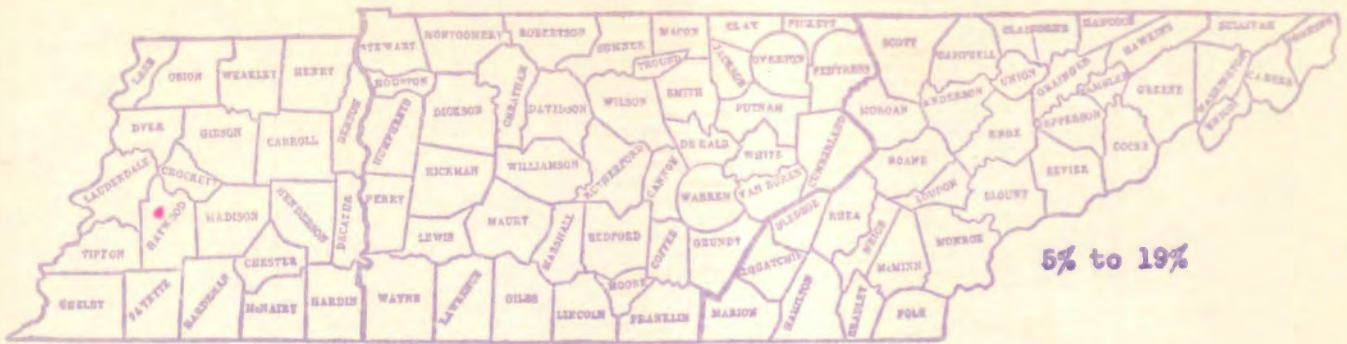 LAKE OBION WEAKLEY HENRY STEWART MONTGOMERY ROBERTSON SUMNER MACON CLAY PICKETT SCOTT CAMPBELL CLAIBORNE HANCOCK HAWKINS SULLIVAN JOHNSON
HOUSTON TROUSD JACKSON OVERTON FENTRESS UNION GRAINGER HAMBLEN WASHINGTON CARTER
DYER GIBSON CARROLL BENTON HUMPHREYS DICKSON CHEATHAM DAVIDSON WILSON SMITH PUTNAM MORGAN ANDERSON KNOX JEFFERSON GREENE UNICOI
LAUDERDALE CROCKETT HICKMAN WILLIAMSON RUTHERFORD CANNON DE KALB WHITE CUMBERLAND ROANE LOUDON BLOUNT SEVIER COCKE
TIPTON HAYWOOD MADISON HENDERSON DECATUR PERRY LEWIS MAURY MARSHALL BEDFORD COFFEE WARREN VAN BUREN GRUNDY BLEDSOE RHEA MEIGS MONROE
SHELBY FAYETTE HARDEMAN CHESTER McNAIRY HARDIN WAYNE LAWRENCE GILES LINCOLN MOORE FRANKLIN MARION SEQUATCHIE HAMILTON BRADLEY McMINN POLK
5% to 19%